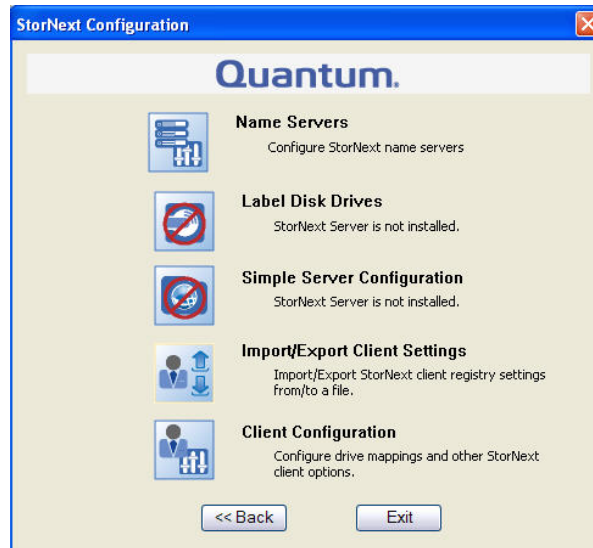 StorNext Configuration
Quantum.
Name Servers
Configure StorNext name servers
Label Disk Drives
StorNext Server is not installed.
Simple Server Configuration
StorNext Server is not installed.
Import/Export Client Settings
Import/Export StorNext client registry settings
from/to a file.
Client Configuration
Configure drive mappings and other StorNext
client options.
<< Back
Exit